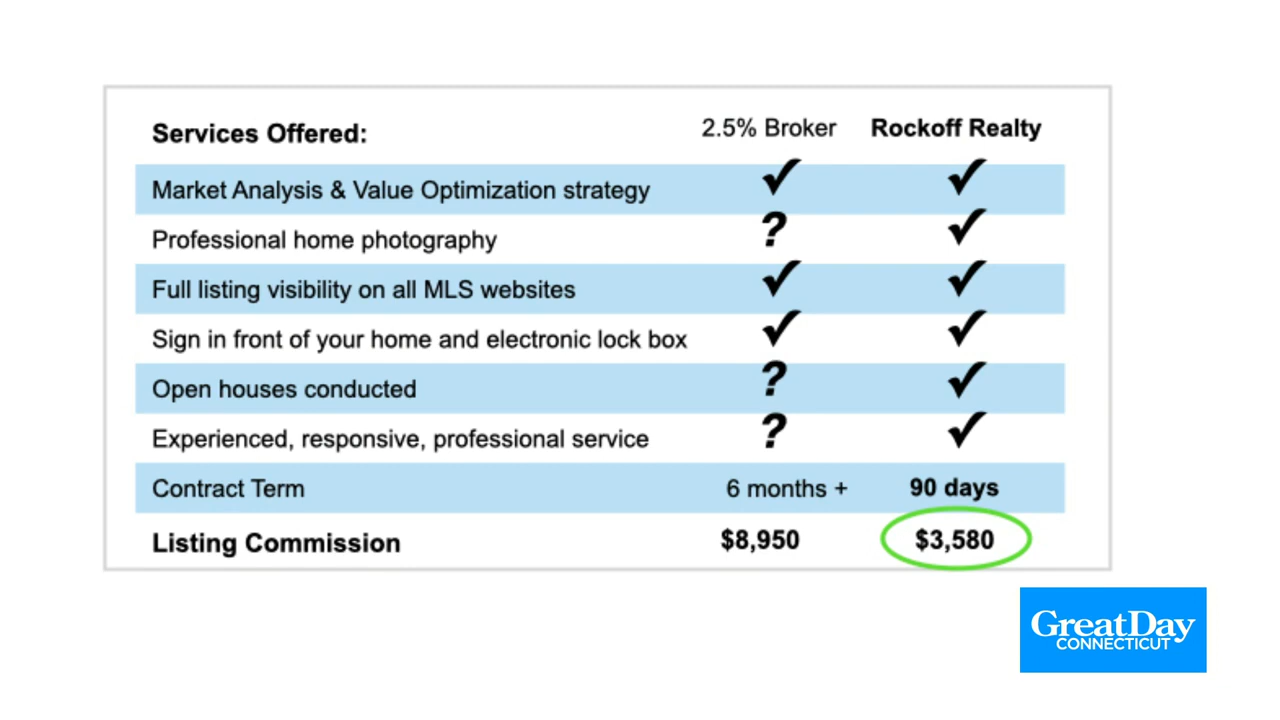 Services Offered: 2.5% Broker Rockoff Realty
Market Analysis & Value Optimization strategy ✓ ✓
Professional home photography ? ✓
Full listing visibility on all MLS websites ✓ ✓
Sign in front of your home and electronic lock box ✓ ✓
Open houses conducted ? ✓
Experienced, responsive, professional service ? ✓
Contract Term 6 months + 90 days
Listing Commission $8,950 $3,580
GreatDay
CONNECTICUT